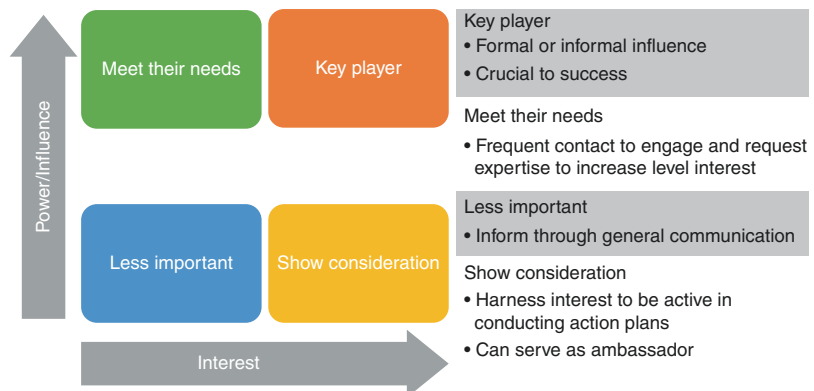 Power/Influence
Meet their needs
Key player
Less important
Show consideration
Interest
Key player
• Formal or informal influence
• Crucial to success
Meet their needs
• Frequent contact to engage and request
expertise to increase level interest
Less important
• Inform through general communication
Show consideration
• Harness interest to be active in
conducting action plans
• Can serve as ambassador